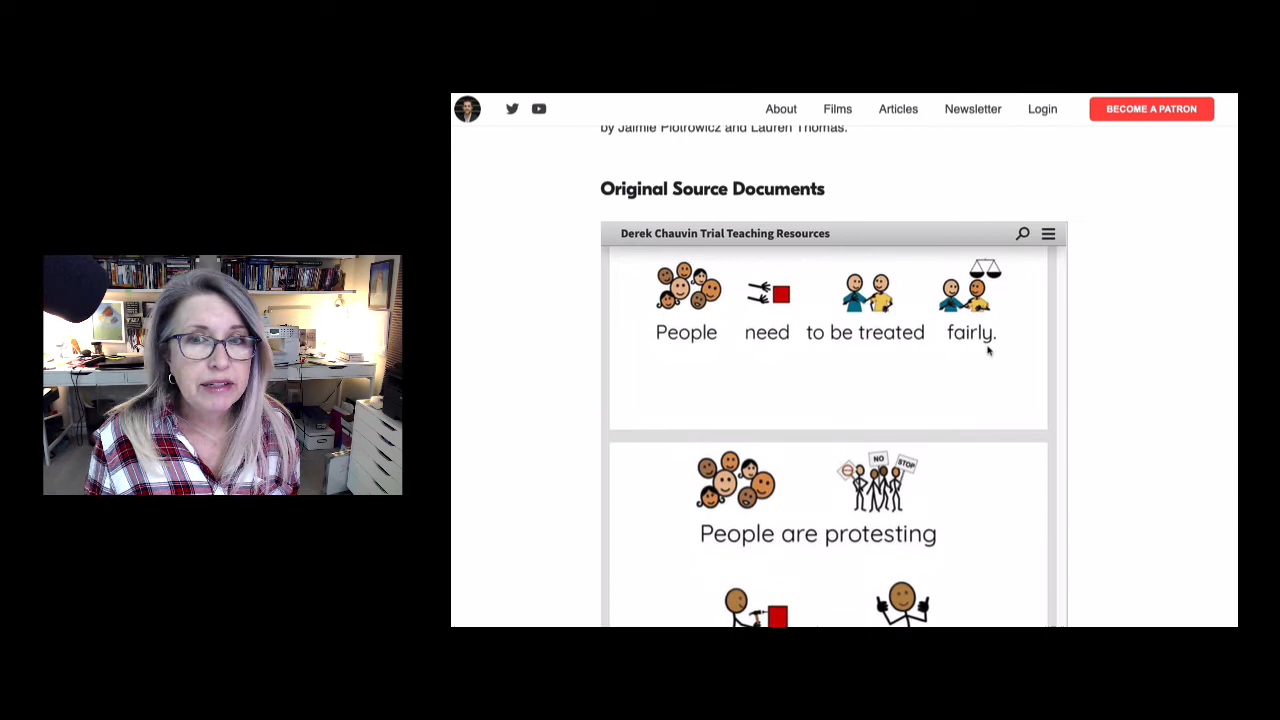 About Films Articles Newsletter Login BECOME A PATRON
by Jaimie Piotrowicz and Lauren Thomas.
Original Source Documents
Derek Chauvin Trial Teaching Resources
People need to be treated fairly.
NO STOP
People are protesting